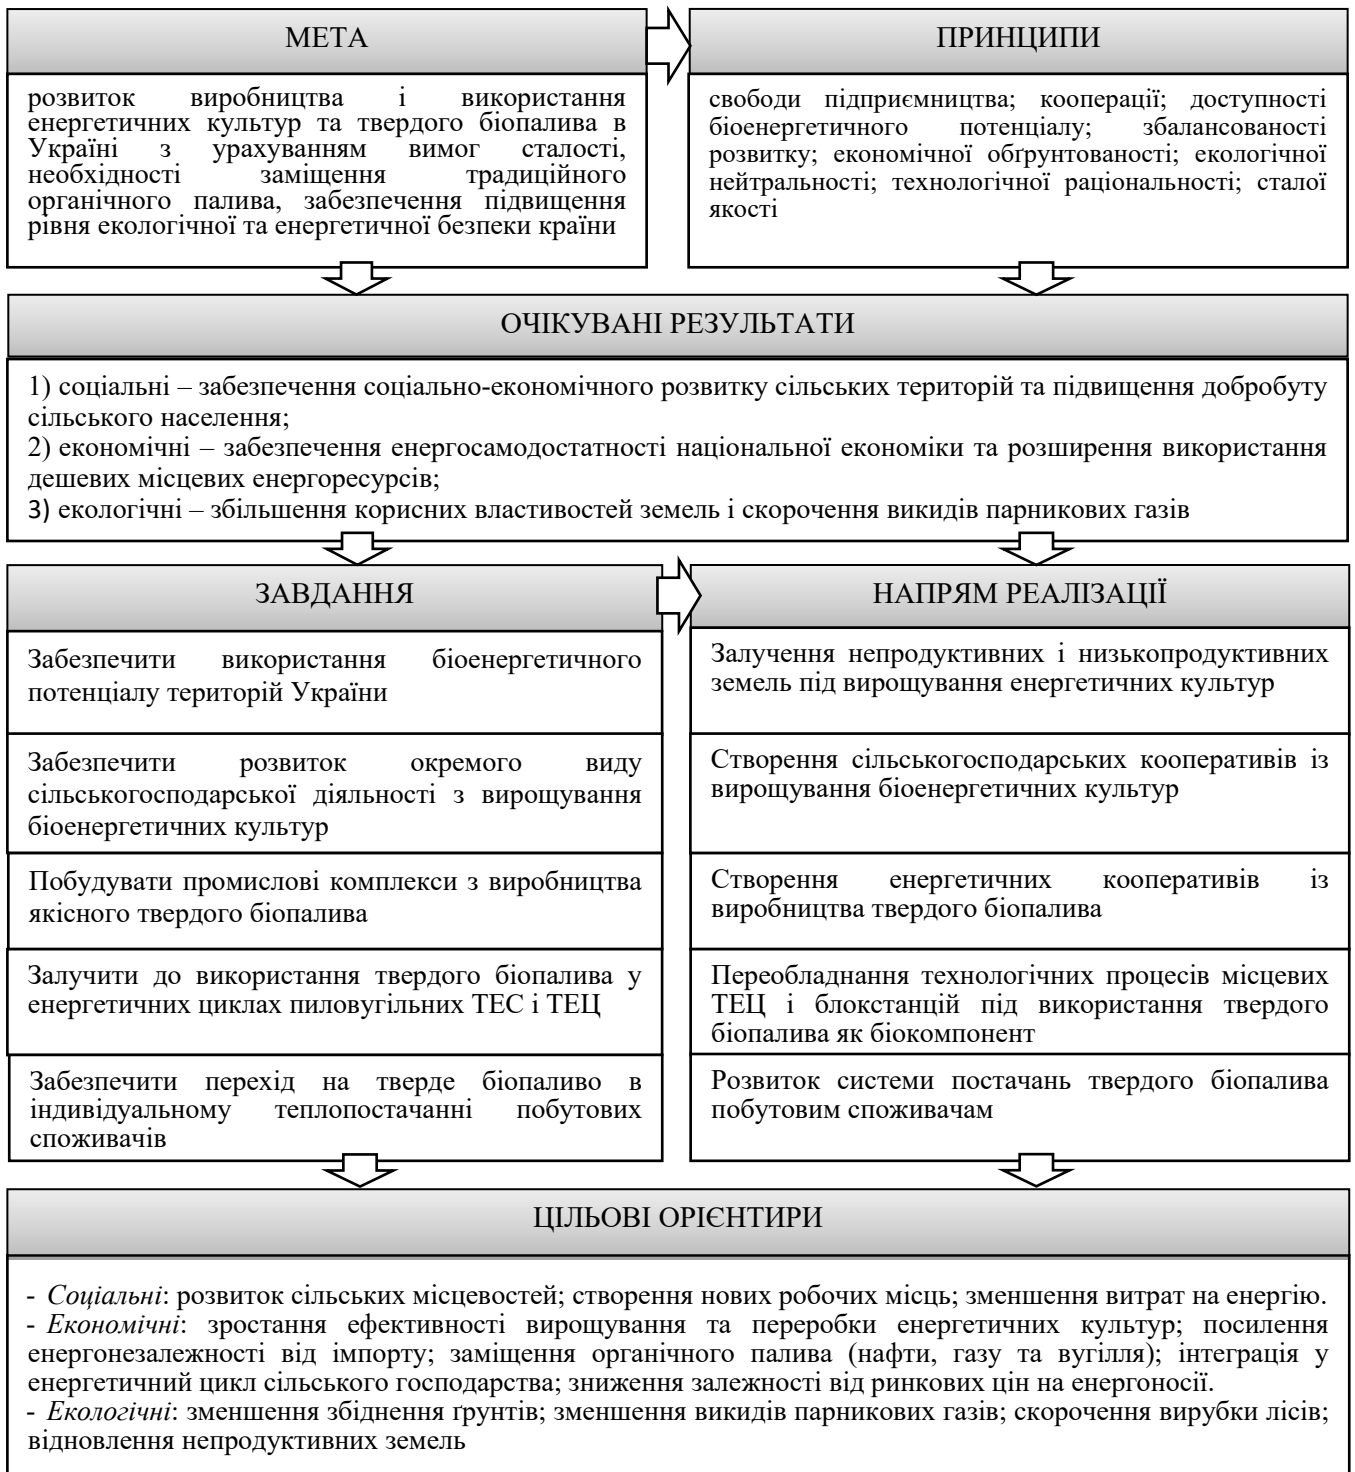 МЕТА
розвиток виробництва і використання
енергетичних культур та твердого біопалива в
Україні з урахуванням вимог сталості,
необхідності заміщення традиційного
органічного палива, забезпечення підвищення
рівня екологічної та енергетичної безпеки країни
ПРИНЦИПИ
свободи підприємництва; кооперації; доступності
біоенергетичного потенціалу; збалансованості
розвитку; економічної обґрунтованості; екологічної
нейтральності; технологічної раціональності; сталої
якості
ОЧІКУВАНІ РЕЗУЛЬТАТИ
1) соціальні – забезпечення соціально-економічного розвитку сільських територій та підвищення добробуту
сільського населення;
2) економічні – забезпечення енергосамодостатності національної економіки та розширення використання
дешевих місцевих енергоресурсів;
3) екологічні – збільшення корисних властивостей земель і скорочення викидів парникових газів
ЗАВДАННЯ
НАПРЯМ РЕАЛІЗАЦІЇ
Забезпечити використання біоенергетичного
потенціалу територій України
Залучення непродуктивних і низькопродуктивних
земель під вирощування енергетичних культур
Забезпечити розвиток окремого виду
сільськогосподарської діяльності з вирощування
біоенергетичних культур
Створення сільськогосподарських кооперативів із
вирощування біоенергетичних культур
Побудувати промислові комплекси з виробництва
якісного твердого біопалива
Створення енергетичних кооперативів із
виробництва твердого біопалива
Залучити до використання твердого біопалива у
енергетичних циклах пиловугільних ТЕС і ТЕЦ
Переобладнання технологічних процесів місцевих
ТЕЦ і блокстанцій під використання твердого
біопалива як біокомпонент
Забезпечити перехід на тверде біопаливо в
індивідуальному теплопостачанні побутових
споживачів
Розвиток системи постачань твердого біопалива
побутовим споживачам
ЦІЛЬОВІ ОРІЄНТИРИ
- Соціальні: розвиток сільських місцевостей; створення нових робочих місць; зменшення витрат на енергію.
- Економічні: зростання ефективності вирощування та переробки енергетичних культур; посилення
енергонезалежності від імпорту; заміщення органічного палива (нафти, газу та вугілля); інтеграція у
енергетичний цикл сільського господарства; зниження залежності від ринкових цін на енергоносії.
- Екологічні: зменшення збіднення ґрунтів; зменшення викидів парникових газів; скорочення вирубки лісів;
відновлення непродуктивних земель